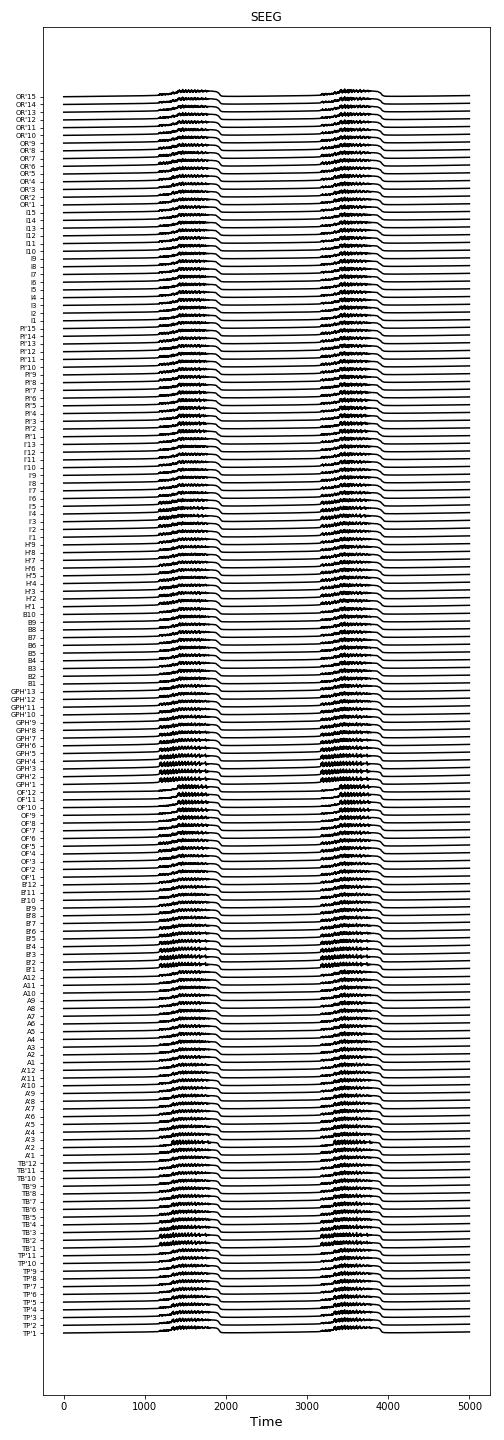 SEEG
OR'15
OR'14
OR'13
OR'12
OR'11
OR'10
OR'9
OR'8
OR'7
OR'6
OR'5
OR'4
OR'3
OR'2
OR'1
I15
I14
I13
I12
I11
I10
I9
I8
I7
I6
I5
I4
I3
I2
I1
PI'15
PI'14
PI'13
PI'12
PI'11
PI'10
PI'9
PI'8
PI'7
PI'6
PI'5
PI'4
PI'3
PI'2
PI'1
I'13
I'12
I'11
I'10
I'9
I'8
I'7
I'6
I'5
I'4
I'3
I'2
I'1
H'9
H'8
H'7
H'6
H'5
H'4
H'3
H'2
H'1
B10
B9
B8
B7
B6
B5
B4
B3
B2
B1
GPH'13
GPH'12
GPH'11
GPH'10
GPH'9
GPH'8
GPH'7
GPH'6
GPH'5
GPH'4
GPH'3
GPH'2
GPH'1
OF'12
OF'11
OF'10
OF'9
OF'8
OF'7
OF'6
OF'5
OF'4
OF'3
OF'2
OF'1
B'12
B'11
B'10
B'9
B'8
B'7
B'6
B'5
B'4
B'3
B'2
B'1
A12
A11
A10
A9
A8
A7
A6
A5
A4
A3
A2
A1
A'12
A'11
A'10
A'9
A'8
A'7
A'6
A'5
A'4
A'3
A'2
A'1
TB'12
TB'11
TB'10
TB'9
TB'8
TB'7
TB'6
TB'5
TB'4
TB'3
TB'2
TB'1
TP'11
TP'10
TP'9
TP'8
TP'7
TP'6
TP'5
TP'4
TP'3
TP'2
TP'1
0 1000 2000 3000 4000 5000
Time